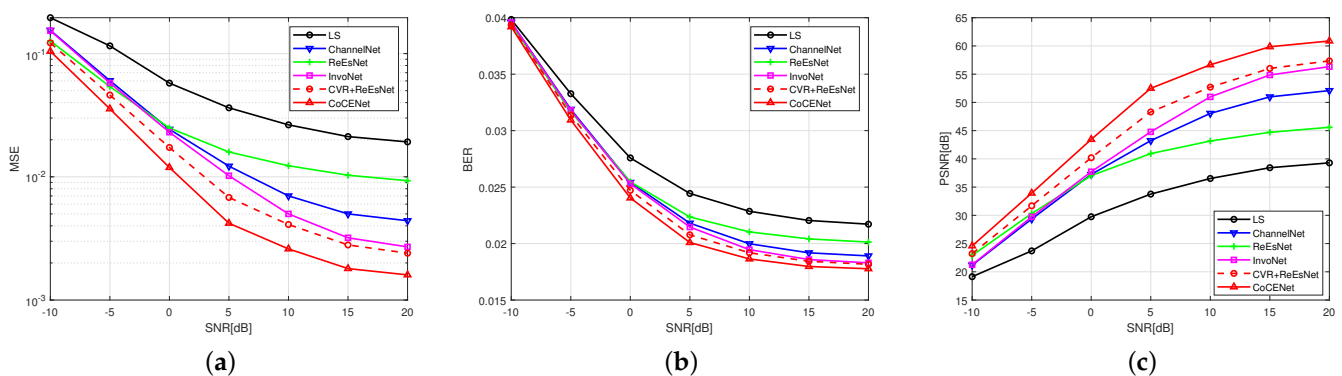 MSE
10⁻¹
10⁻²
10⁻³
-10 -5 0 5 10 15 20
SNR[dB]
LS
ChannelNet
ReEsNet
InvoNet
CVR+ReEsNet
CoCENet
(a)
BER
0.04
0.035
0.03
0.025
0.02
0.015
-10 -5 0 5 10 15 20
SNR[dB]
LS
ChannelNet
ReEsNet
InvoNet
CVR+ReEsNet
CoCENet
(b)
PSNR[dB]
65
60
55
50
45
40
35
30
25
20
15
-10 -5 0 5 10 15 20
SNR[dB]
LS
ChannelNet
ReEsNet
InvoNet
CVR+ReEsNet
CoCENet
(c)